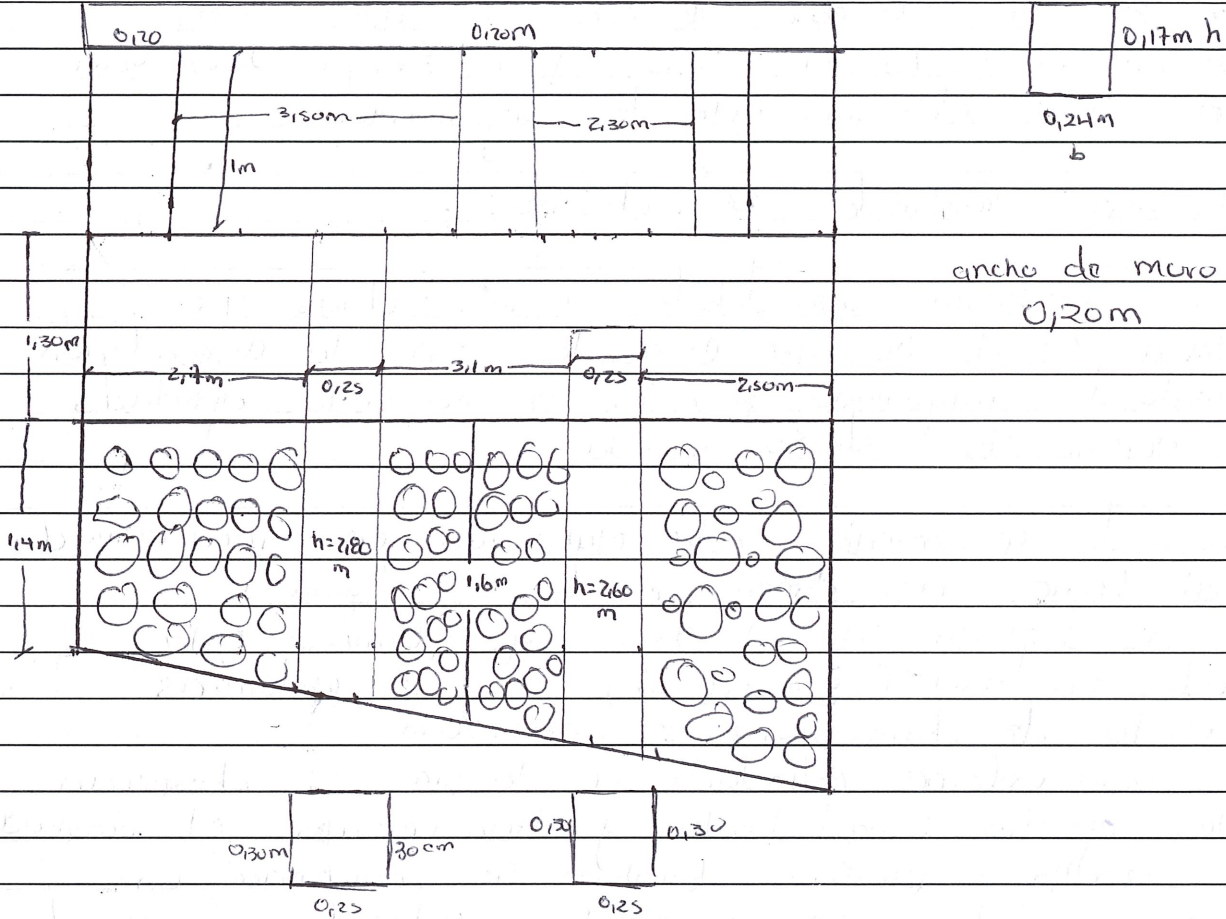 0,20
0,20m
0,17m h
0,24m
b
3,50m
2,30m
1m
ancho de muro
0,20m
1,30m
2,7m
0,25
3,1m
0,25
2,50m
1,4m
h=2,80
m
1,6m
h=2,60
m
0,30m
30cm
0,30
0,30
0,25
0,25